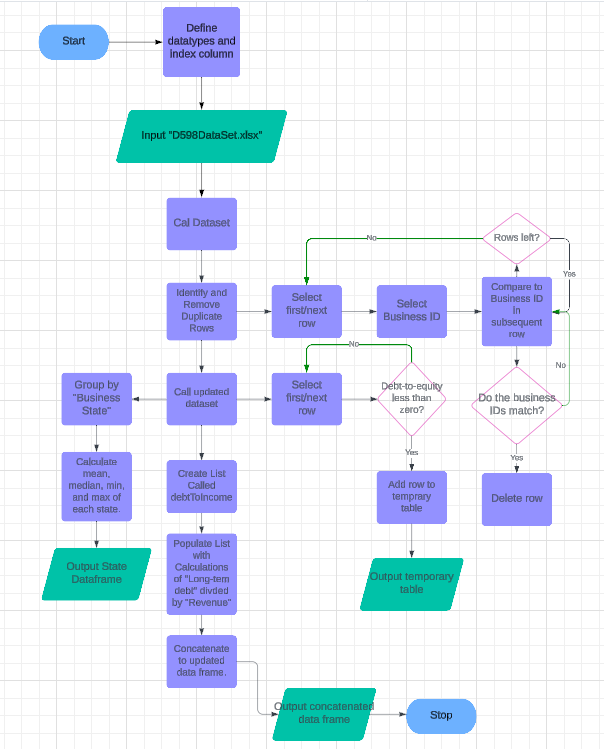 Start
Define
datatypes and
index column
Input "D598DataSet.xlsx"
Cal Dataset
Rows left?
No
Yes
Identify and
Remove
Duplicate
Rows
Select
first/next
row
Select
Business ID
Compare to
Business ID
in
subsequent
row
No
No
Group by
"Business
State"
Call updated
dataset
Select
first/next
row
Debt-to-equity
less than
zero?
Do the business
IDs match?
Yes
Yes
Calculate
mean,
median, min,
and max of
each state.
Create List
Called
debtToIncome
Add row to
temprary
table
Delete row
Output State
Dataframe
Populate List
with
Calculations
of "Long-tem
debt" divded
by "Revenue"
Output temporary
table
Concatenate
to updated
data frame.
Output concatenated
data frame
Stop